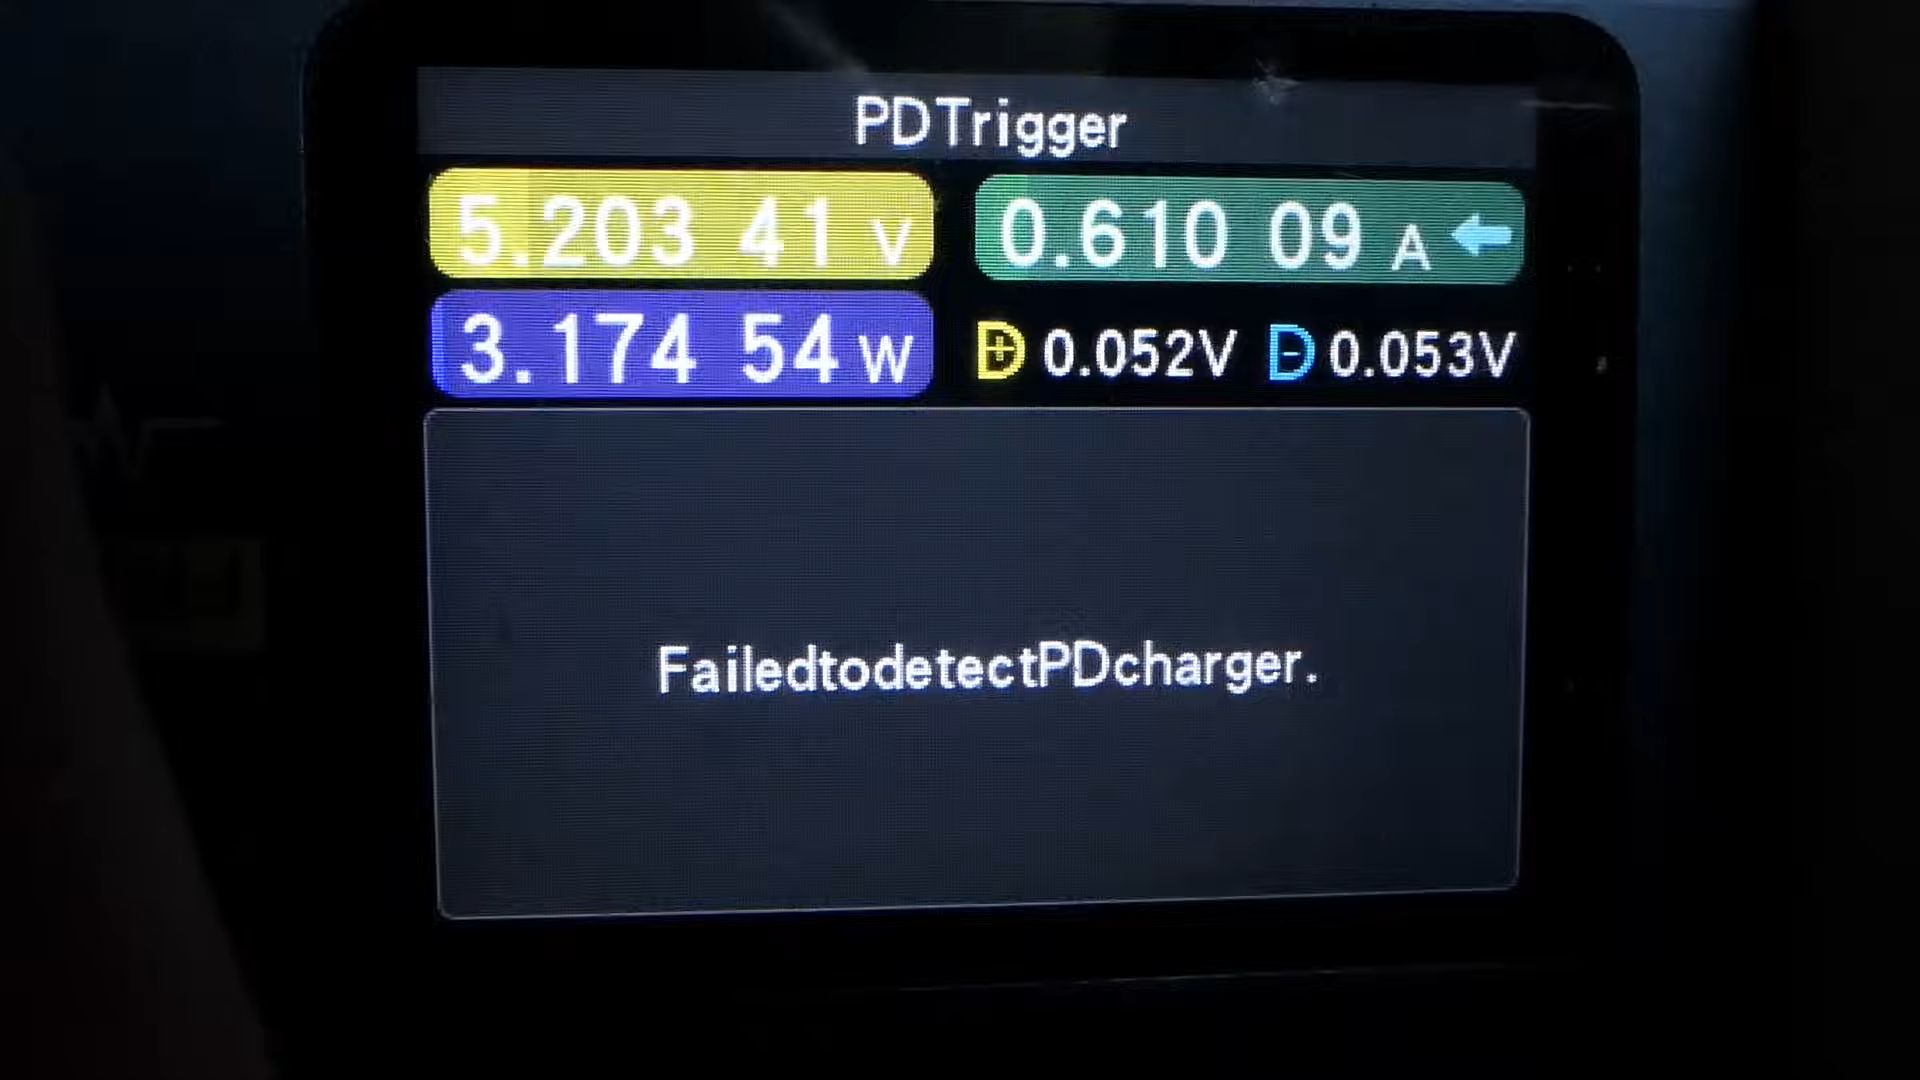 PDTrigger
5.203 41 V 0.610 09 A
3.174 54 W D+ 0.052V D- 0.053V
FailedtodetectPDcharger.